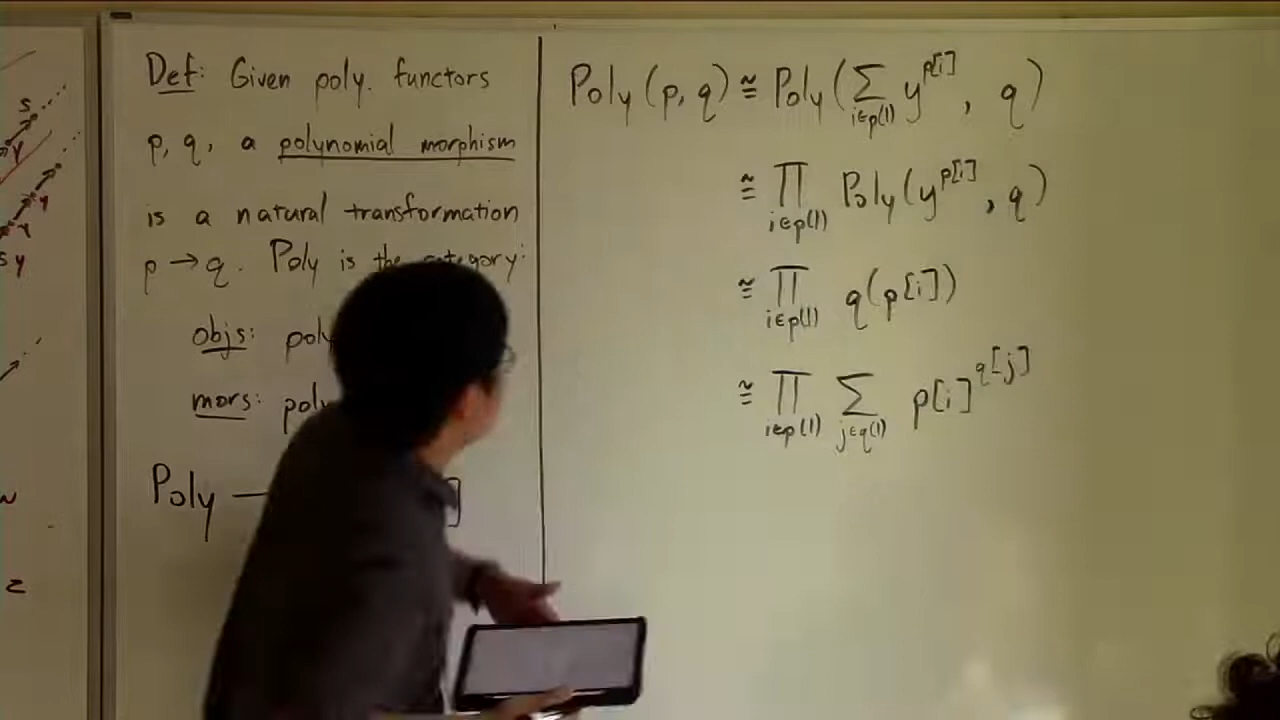 Def: Given poly. functors
p, q, a polynomial morphism
is a natural transformation
p → q. Poly is the category:
objs: poly
mors: poly
Poly —
Poly(p, q) ≅ Poly(∑_{i∈p(1)} y^{p[i]}, q)
≅ ∏_{i∈p(1)} Poly(y^{p[i]}, q)
≅ ∏_{i∈p(1)} q(p[i])
≅ ∏_{i∈p(1)} ∑_{j∈q(1)} p[i]^{q[j]}
s
y
y
y
sy
z